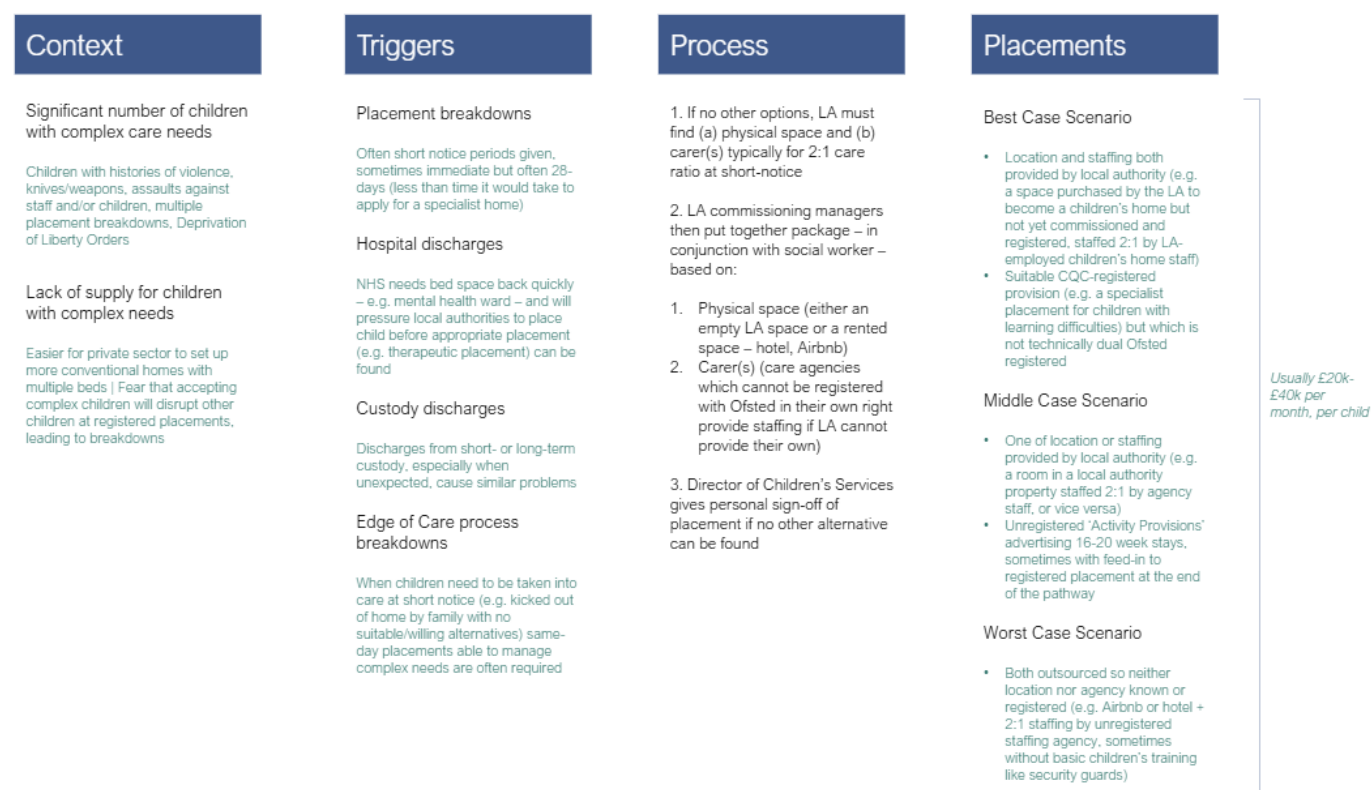 Context
Significant number of children
with complex care needs
Children with histories of violence,
knives/weapons, assaults against
staff and/or children, multiple
placement breakdowns, Deprivation
of Liberty Orders
Lack of supply for children
with complex needs
Easier for private sector to set up
more conventional homes with
multiple beds | Fear that accepting
complex children will disrupt other
children at registered placements,
leading to breakdowns
Triggers
Placement breakdowns
Often short notice periods given,
sometimes immediate but often 28-
days (less than time it would take to
apply for a specialist home)
Hospital discharges
NHS needs bed space back quickly
– e.g. mental health ward – and will
pressure local authorities to place
child before appropriate placement
(e.g. therapeutic placement) can be
found
Custody discharges
Discharges from short- or long-term
custody, especially when
unexpected, cause similar problems
Edge of Care process
breakdowns
When children need to be taken into
care at short notice (e.g. kicked out
of home by family with no
suitable/willing alternatives) same-
day placements able to manage
complex needs are often required
Process
1. If no other options, LA must
find (a) physical space and (b)
carer(s) typically for 2:1 care
ratio at short-notice
2. LA commissioning managers
then put together package – in
conjunction with social worker –
based on:
1. Physical space (either an
empty LA space or a rented
space – hotel, Airbnb)
2. Carer(s) (care agencies
which cannot be registered
with Ofsted in their own right
provide staffing if LA cannot
provide their own)
3. Director of Children's Services
gives personal sign-off of
placement if no other alternative
can be found
Placements
Best Case Scenario
• Location and staffing both
provided by local authority (e.g.
a space purchased by the LA to
become a children's home but
not yet commissioned and
registered, staffed 2:1 by LA-
employed children's home staff)
• Suitable CQC-registered
provision (e.g. a specialist
placement for children with
learning difficulties) but which is
not technically dual Ofsted
registered
Middle Case Scenario
• One of location or staffing
provided by local authority (e.g.
a room in a local authority
property staffed 2:1 by agency
staff, or vice versa)
• Unregistered 'Activity Provisions'
advertising 16-20 week stays,
sometimes with feed-in to
registered placement at the end
of the pathway
Worst Case Scenario
• Both outsourced so neither
location nor agency known or
registered (e.g. Airbnb or hotel +
2:1 staffing by unregistered
staffing agency, sometimes
without basic children's training
like security guards)
Usually £20k-
£40k per
month, per child